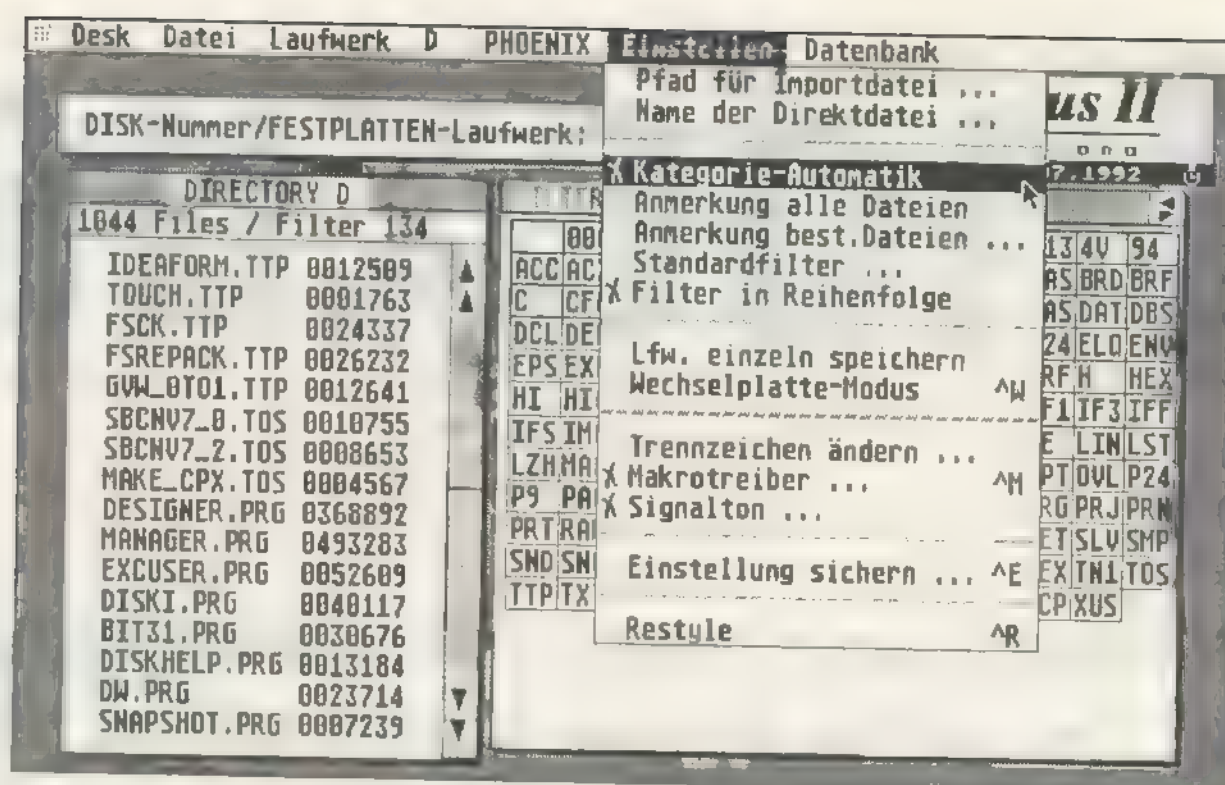 Desk Datei Laufwerk D PHOENIX Einstellen Datenbank
DISK-Nummer/FESTPLATTEN-Laufwerk:
us II
07.1992
DIRECTORY D
1044 Files / Filter 134
IDEAFORM.TTP 0012509
TOUCH.TTP 0001763
FSCK.TTP 0024337
FSREPACK.TTP 0026232
GVW_0TO1.TTP 0012641
SBCNV7_0.TOS 0010755
SBCNV7_2.TOS 0008653
MAKE_CPX.TOS 0004567
DESIGNER.PRG 0368892
MANAGER.PRG 0493283
EXCUSER.PRG 0052609
DISKI.PRG 0040117
BIT31.PRG 0030676
DISKHELP.PRG 0013184
DW.PRG 0023714
SNAPSHOT.PRG 0007239
Pfad für Importdatei ...
Name der Direktdatei ...
Kategorie-Automatik
Anmerkung alle Dateien
Anmerkung best.Dateien ...
Standardfilter ...
Filter in Reihenfolge
Lfw. einzeln speichern
Wechselplatte-Modus ^W
Trennzeichen ändern ...
Makrotreiber ... ^M
Signalton ...
Einstellung sichern ... ^E
Restyle ^R
00 13 4V 94
ACC AC AS BRD BRF
C CF AS DAT DBS
DCL DE 24 ELO ENV
EPS EX RF H HEX
HI HI F1 IF3 IFF
IFS IM E LIN LST
LZH MA PT OVL P24
P9 PA RG PRJ PRN
PRT RA ET SLV SMP
SND SN EX TN1 TOS
TTP TX CP XUS